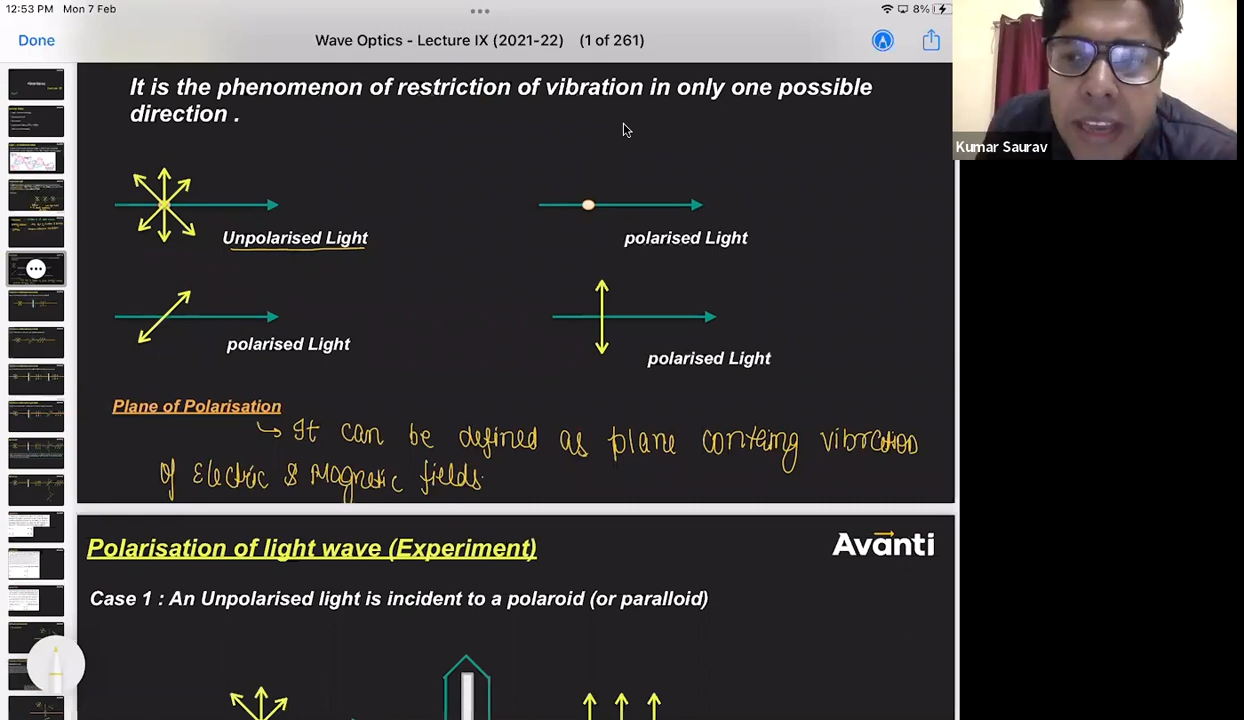 12:53 PM Mon 7 Feb
8%
Done
Wave Optics - Lecture IX (2021-22) (1 of 261)
It is the phenomenon of restriction of vibration in only one possible
direction .
Kumar Saurav
Unpolarised Light
polarised Light
polarised Light
polarised Light
Plane of Polarisation
It can be defined as plane conteing vibration
of Electric & Magnetic fields
Polarisation of light wave (Experiment)
Avanti
Case 1 : An Unpolarised light is incident to a polaroid (or paralloid)